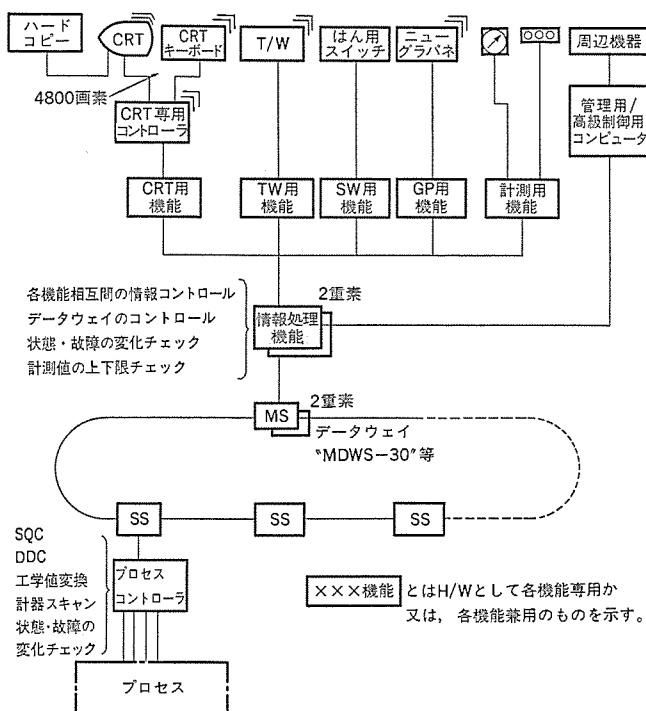 ハード
コピー
CRT
CRT
キーボード
T/W
はん用
スイッチ
ニュー
グラパネ
周辺機器
4800画素
CRT専用
コントローラ
管理用/
高級制御用
コンピュータ
CRT用
機能
TW用
機能
SW用
機能
GP用
機能
計測用
機能
各機能相互間の情報コントロール
データウェイのコントロール
状態・故障の変化チェック
計測値の上下限チェック
2重素
情報処理
機能
MS
2重素
データウェイ
"MDWS-30"等
SS
SS
SS
SQC
DDC
工学値変換
計器スキャン
状態・故障の
変化チェック
プロセス
コントローラ
×××機能 とはH/Wとして各機能専用か
又は，各機能兼用のものを示す。
プロセス